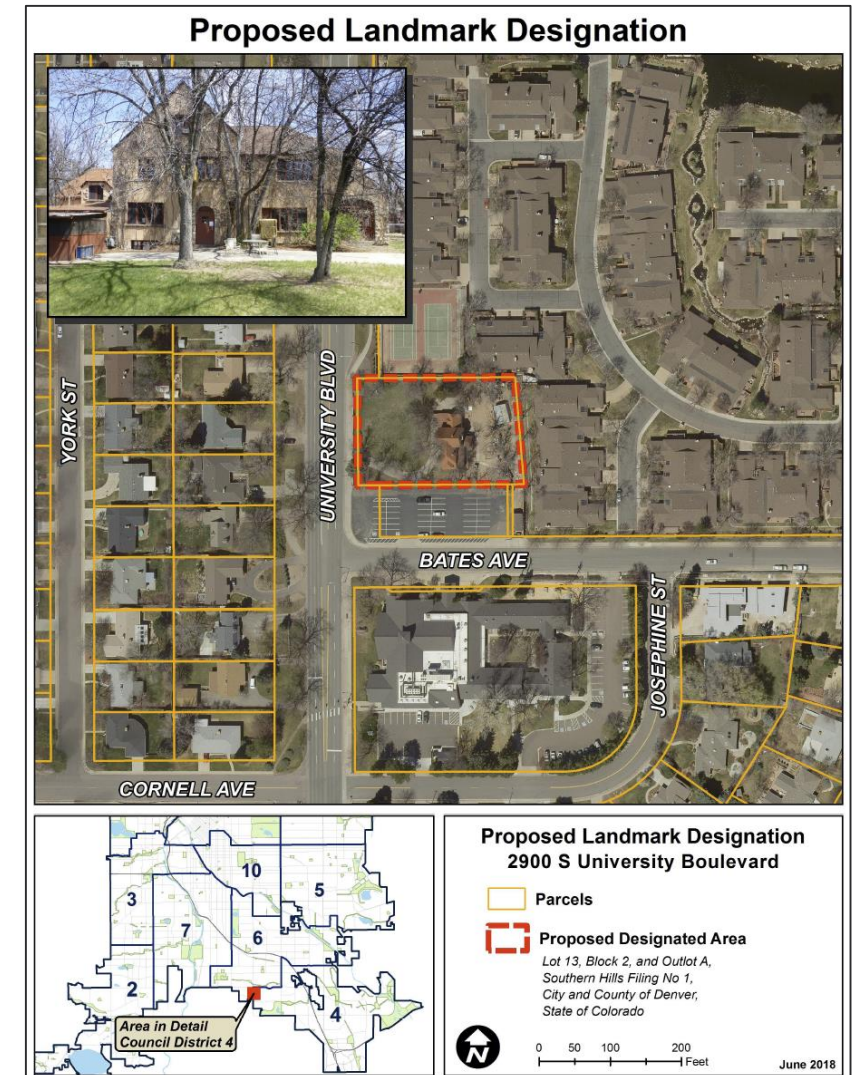 Proposed Landmark Designation
YORK ST
UNIVERSITY BLVD
BATES AVE
JOSEPHINE ST
CORNELL AVE
3
10
5
7
6
2
4
Area in Detail
Council District 4
Proposed Landmark Designation
2900 S University Boulevard
Parcels
Proposed Designated Area
Lot 13, Block 2, and Outlot A,
Southern Hills Filing No 1,
City and County of Denver,
State of Colorado
N
0 50 100 200
Feet
June 2018